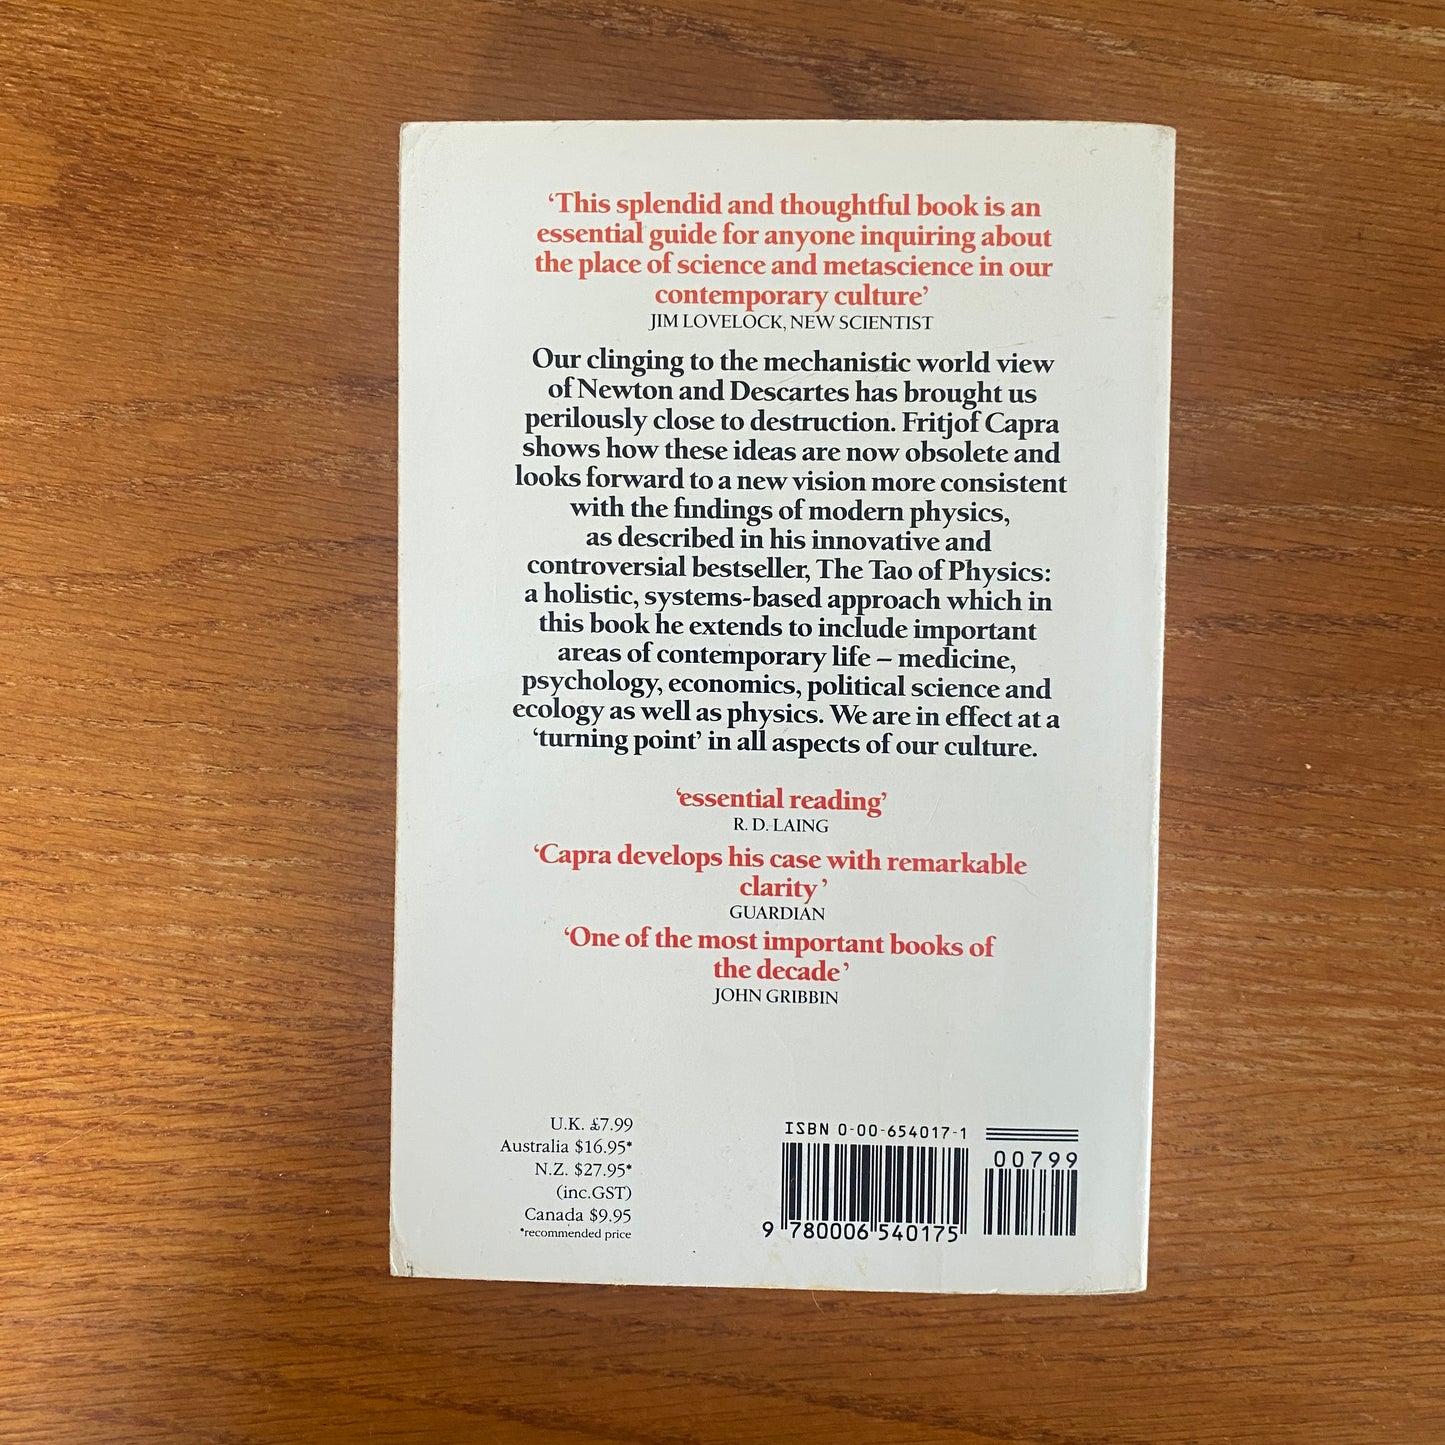 ‘This splendid and thoughtful book is an
essential guide for anyone inquiring about
the place of science and metascience in our
contemporary culture’
JIM LOVELOCK, NEW SCIENTIST
Our clinging to the mechanistic world view
of Newton and Descartes has brought us
perilously close to destruction. Fritjof Capra
shows how these ideas are now obsolete and
looks forward to a new vision more consistent
with the findings of modern physics,
as described in his innovative and
controversial bestseller, The Tao of Physics:
a holistic, systems-based approach which in
this book he extends to include important
areas of contemporary life – medicine,
psychology, economics, political science and
ecology as well as physics. We are in effect at a
‘turning point’ in all aspects of our culture.
‘essential reading’
R. D. LAING
‘Capra develops his case with remarkable
clarity’
GUARDIAN
‘One of the most important books of
the decade’
JOHN GRIBBIN
U.K. £7.99
Australia $16.95*
N.Z. $27.95*
(inc.GST)
Canada $9.95
*recommended price
ISBN 0-00-654017-1
00799
9 780006 540175